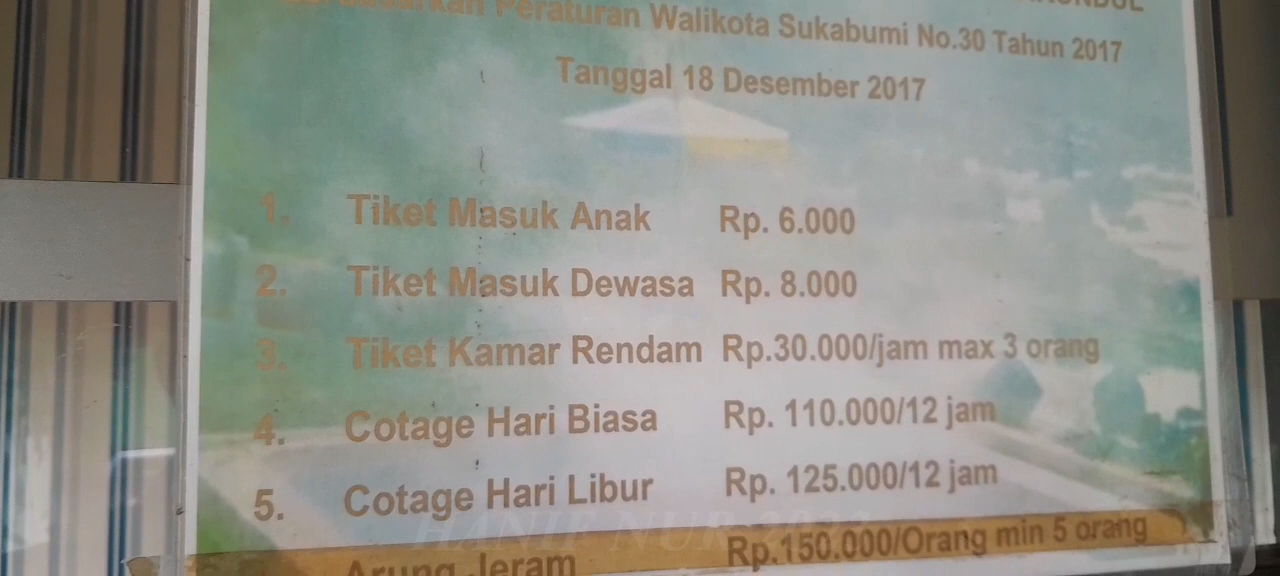 Peraturan Walikota Sukabumi No.30 Tahun 2017
Tanggal 18 Desember 2017
1. Tiket Masuk Anak Rp. 6.000
2. Tiket Masuk Dewasa Rp. 8.000
3. Tiket Kamar Rendam Rp.30.000/jam max 3 orang
4. Cotage Hari Biasa Rp. 110.000/12 jam
5. Cotage Hari Libur Rp. 125.000/12 jam
Arung Jeram Rp.150.000/Orang min 5 orang